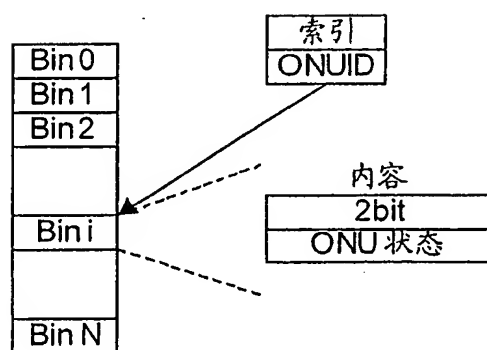 索引
ONUID
Bin 0
Bin 1
Bin 2
Bin i
Bin N
内容
2bit
ONU 状态